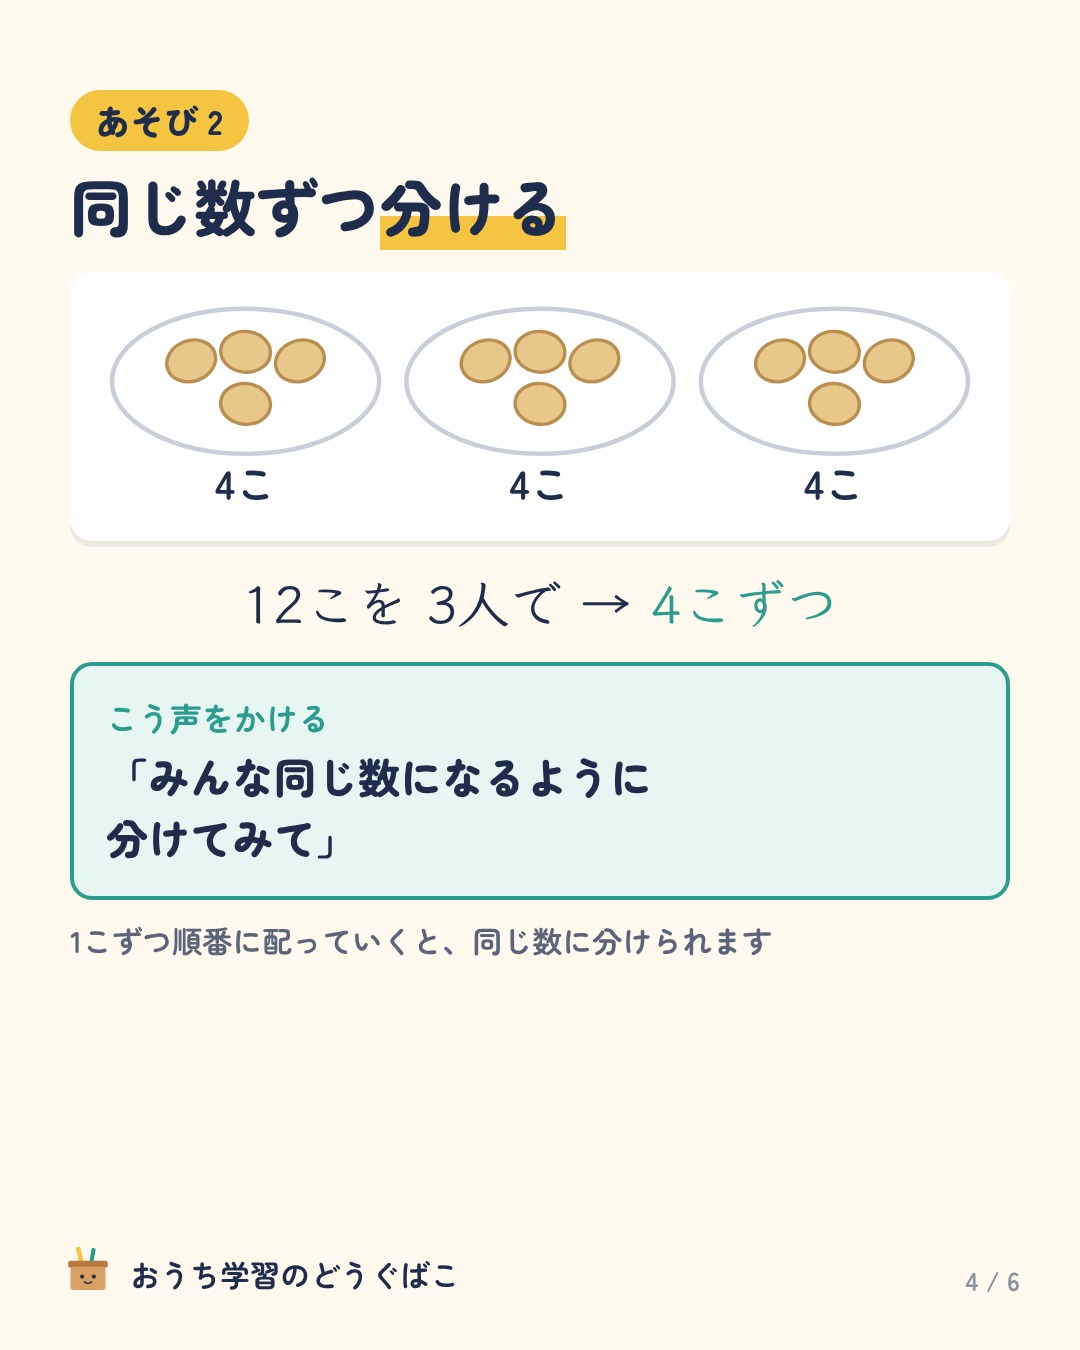 あそび 2
同じ数ずつ分ける
4こ 4こ 4こ
12こを 3人で → 4こずつ
こう声をかける
「みんな同じ数になるように
分けてみて」
1こずつ順番に配っていくと、同じ数に分けられます
おうち学習のどうぐばこ
4 / 6